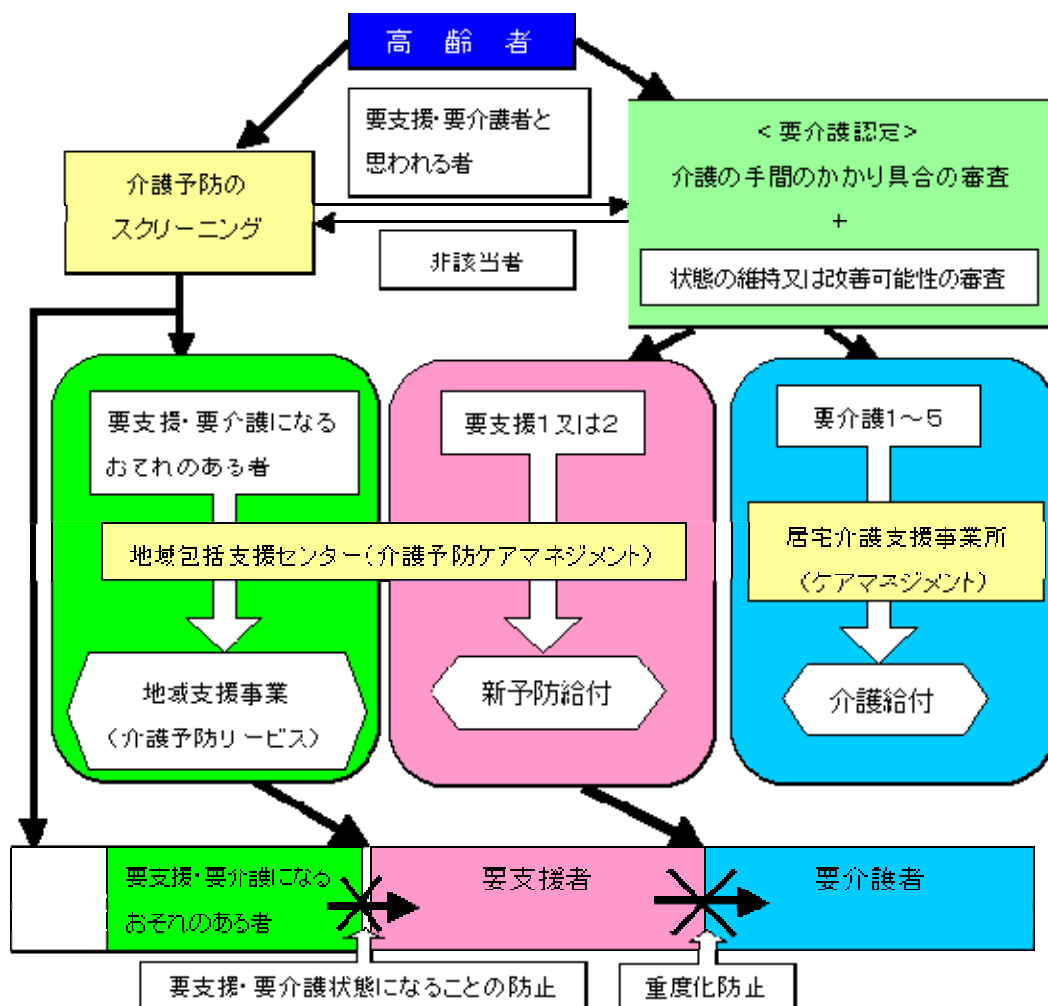 高齢者
要支援・要介護者と
思われる者
<要介護認定>
介護の手間のかかり具合の審査
+
状態の維持又は改善可能性の審査
介護予防の
スクリーニング
非該当者
要支援・要介護になる
おそれのある者
要支援1又は2
要介護1～5
地域包括支援センター(介護予防ケアマネジメント)
居宅介護支援事業所
(ケアマネジメント)
地域支援事業
(介護予防サービス)
新予防給付
介護給付
要支援・要介護になる
おそれのある者
要支援者
要介護者
要支援・要介護状態になることの防止
重度化防止